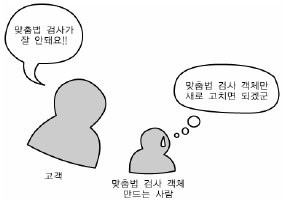 맞춤법 검사가
잘 안돼요!!
맞춤법 검사 객체만
새로 고치면 되겠군
고객
맞춤법 검사 객체
만드는 사람